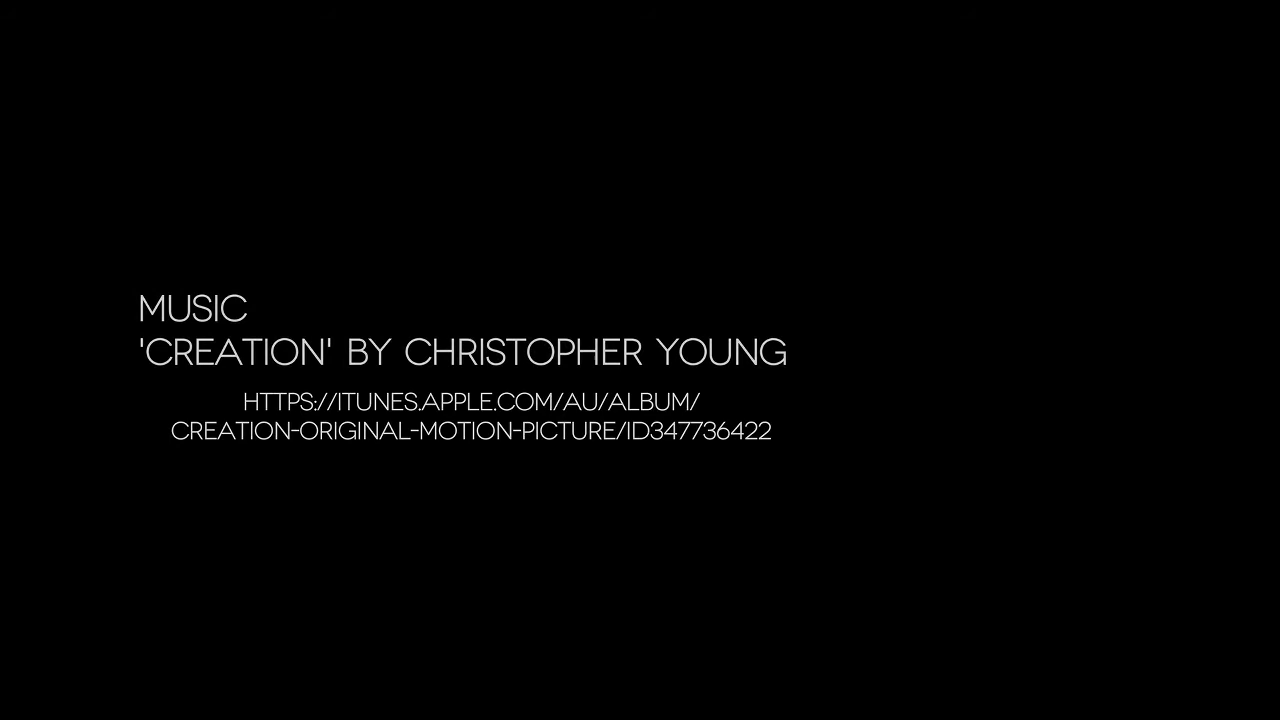 MUSIC
'CREATION' BY CHRISTOPHER YOUNG
HTTPS://ITUNES.APPLE.COM/AU/ALBUM/
CREATION-ORIGINAL-MOTION-PICTURE/ID347736422